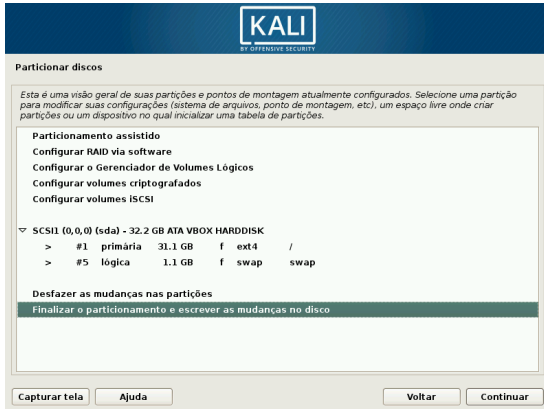 KALI
BY OFFENSIVE SECURITY
Particionar discos
Esta é uma visão geral de suas partições e pontos de montagem atualmente configurados. Selecione uma partição
para modificar suas configurações (sistema de arquivos, ponto de montagem, etc), um espaço livre onde criar
partições ou um dispositivo no qual inicializar uma tabela de partições.
Particionamento assistido
Configurar RAID via software
Configurar o Gerenciador de Volumes Lógicos
Configurar volumes criptografados
Configurar volumes iSCSI
SCSI1 (0,0,0) (sda) - 32.2 GB ATA VBOX HARDDISK
> #1 primária 31.1 GB f ext4 /
> #5 lógica 1.1 GB f swap swap
Desfazer as mudanças nas partições
Finalizar o particionamento e escrever as mudanças no disco
Capturar tela Ajuda Voltar Continuar